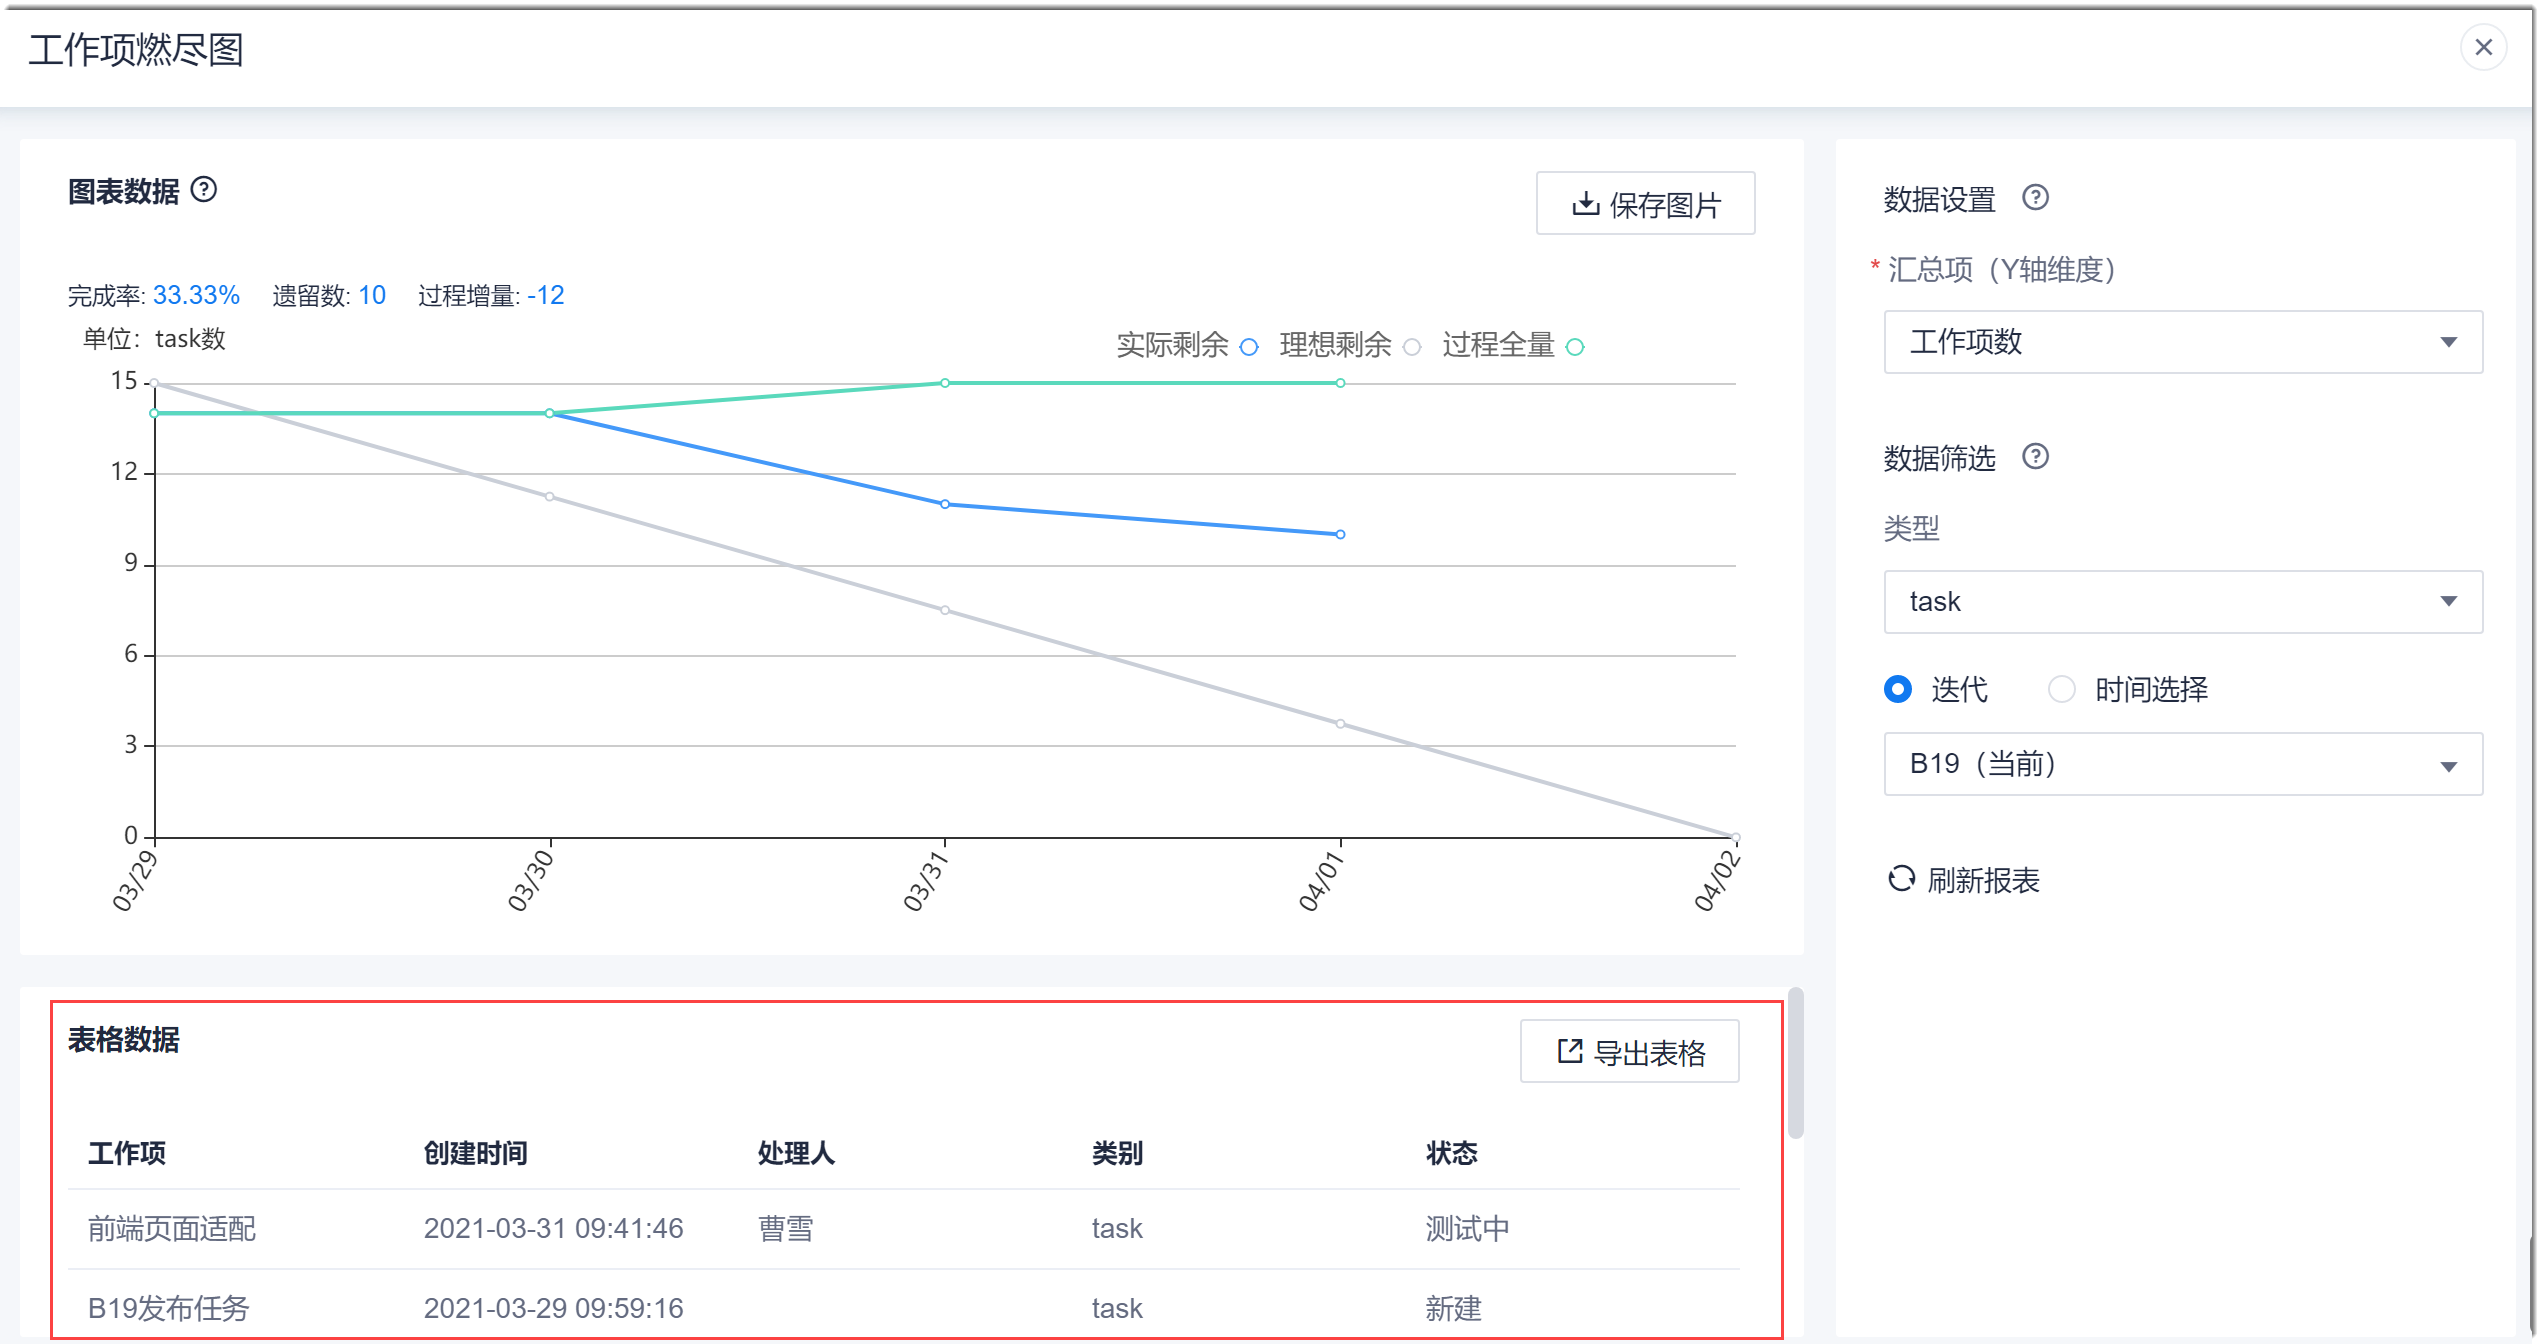 工作项燃尽图
图表数据
保存图片
完成率: 33.33% 遗留数: 10 过程增量: -12
单位：task数
实际剩余 理想剩余 过程全量
15
12
9
6
3
0
03/29 03/30 03/31 04/01 04/02
表格数据
导出表格
工作项 创建时间 处理人 类别 状态
前端页面适配 2021-03-31 09:41:46 曹雪 task 测试中
B19发布任务 2021-03-29 09:59:16 task 新建
数据设置
* 汇总项（Y轴维度）
工作项数
数据筛选
类型
task
迭代 时间选择
B19（当前）
刷新报表